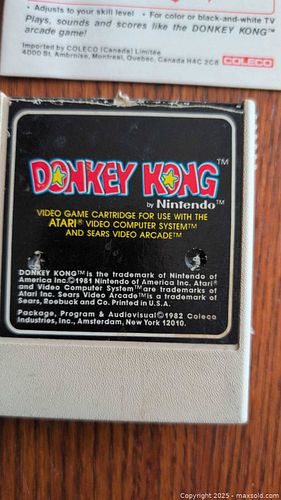 • Adjusts to your skill level • For color or black-and-white TV
Plays, sounds and scores like the DONKEY KONG™
arcade game!
Imported by COLECO (Canada) Limitée
4000 St. Ambroise, Montreal, Quebec, Canada H4C 2C8 COLECO
DONKEY KONG™
by Nintendo™
VIDEO GAME CARTRIDGE FOR USE WITH THE
ATARI® VIDEO COMPUTER SYSTEM™
AND SEARS VIDEO ARCADE™
DONKEY KONG™ is the trademark of Nintendo of
America Inc.©1981 Nintendo of America Inc. Atari®
and Video Computer System™ are trademarks of
Atari Inc. Sears Video Arcade™ is a trademark of
Sears, Roebuck and Co. Printed in U.S.A.
Package, Program & Audiovisual©1982 Coleco
Industries, Inc., Amsterdam, New York 12010.
Copyright © 2025 - maxsold.com